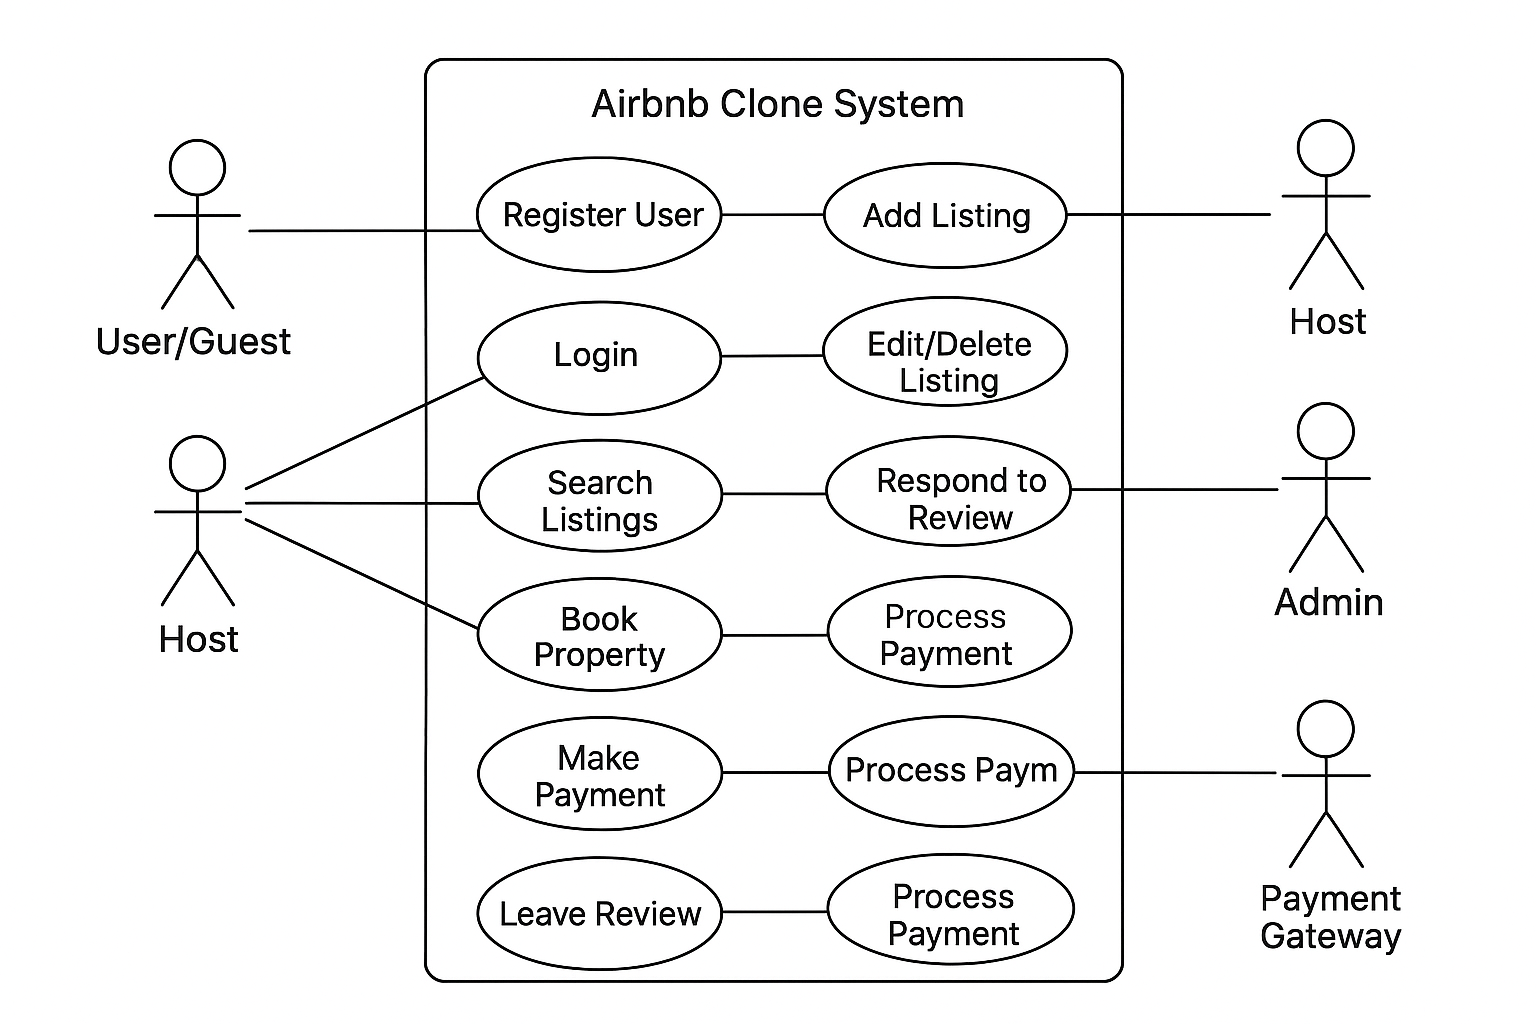 Airbnb Clone System
Register User
Add Listing
User/Guest
Host
Login
Edit/Delete
Listing
Search
Listings
Respond to
Review
Host
Admin
Book
Property
Process
Payment
Make
Payment
Process Paym
Leave Review
Process
Payment
Payment
Gateway